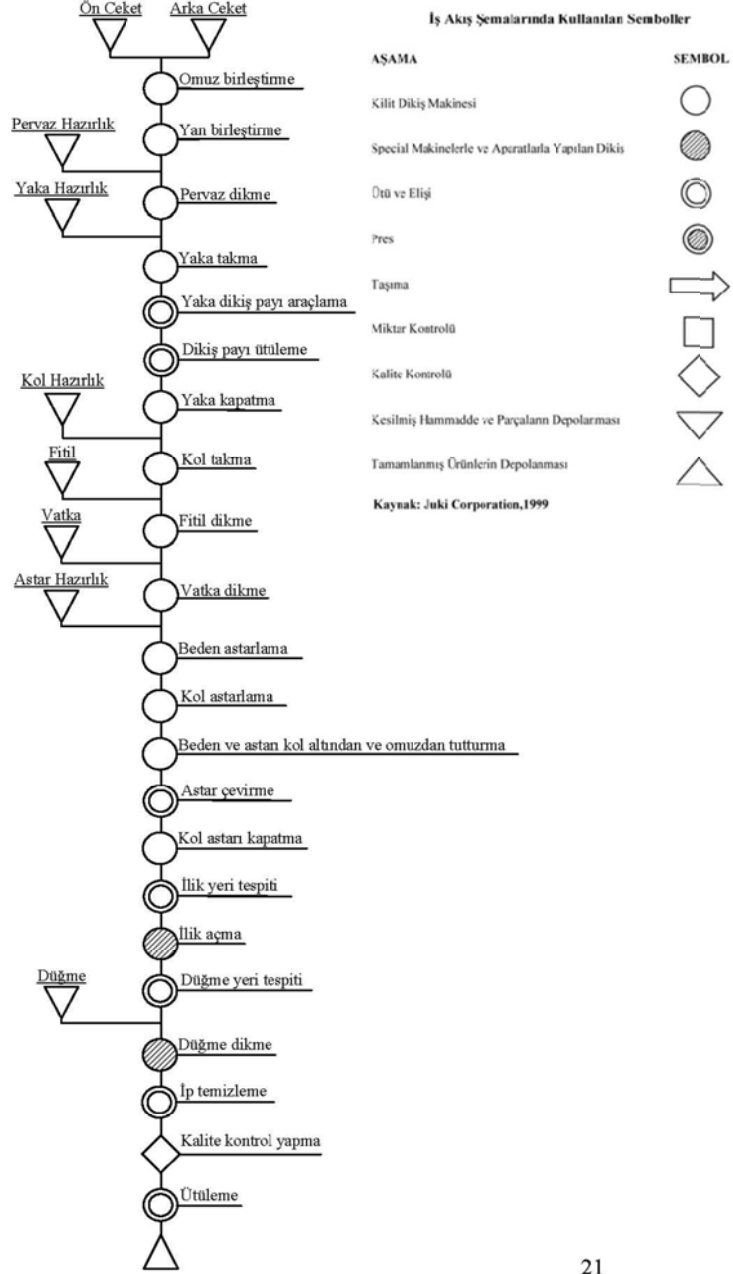 Ön Ceket
Arka Ceket
Omuz birleştirme
Yan birleştirme
Pervaz Hazırlık
Pervaz dikme
Yaka Hazırlık
Yaka takma
Yaka dikiş payı araçlama
Dikiş payı ütüleme
Yaka kapatma
Kol Hazırlık
Kol takma
Fitil
Fitil dikme
Vatka
Vatka dikme
Astar Hazırlık
Beden astarlama
Kol astarlama
Beden ve astarı kol altından ve omuzdan tutturma
Astar çevirme
Kol astarı kapatma
İlik yeri tespiti
İlik açma
Düğme yeri tespiti
Düğme
Düğme dikme
İp temizleme
Kalite kontrol yapma
Ütüleme
İş Akış Şemalarında Kullanılan Semboller
AŞAMA SEMBOL
Kilit Dikiş Makinesi
Special Makinelerle ve Aparatlarla Yapılan Dikiş
Ütü ve Elişi
Pres
Taşıma
Miktar Kontrolü
Kalite Kontrolü
Kesilmiş Hammadde ve Parçaların Depolanması
Tamamlanmış Ürünlerin Depolanması
Kaynak: Juki Corporation,1999
21